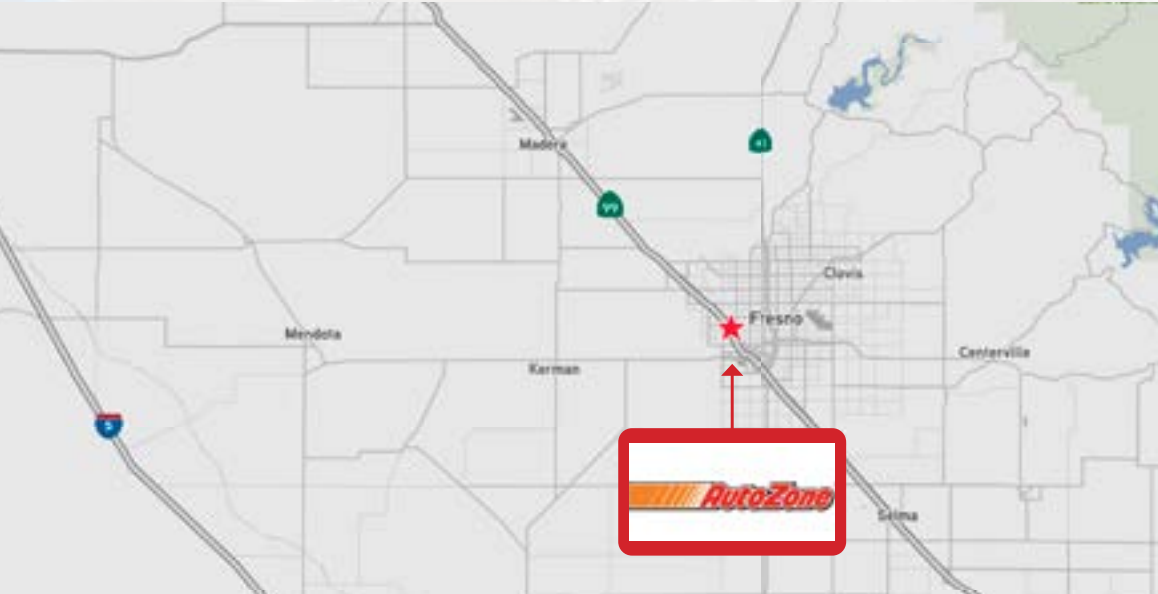 Madera
41
99
Clovis
Fresno
Mendota
Centerville
Kerman
5
AutoZone
Selma